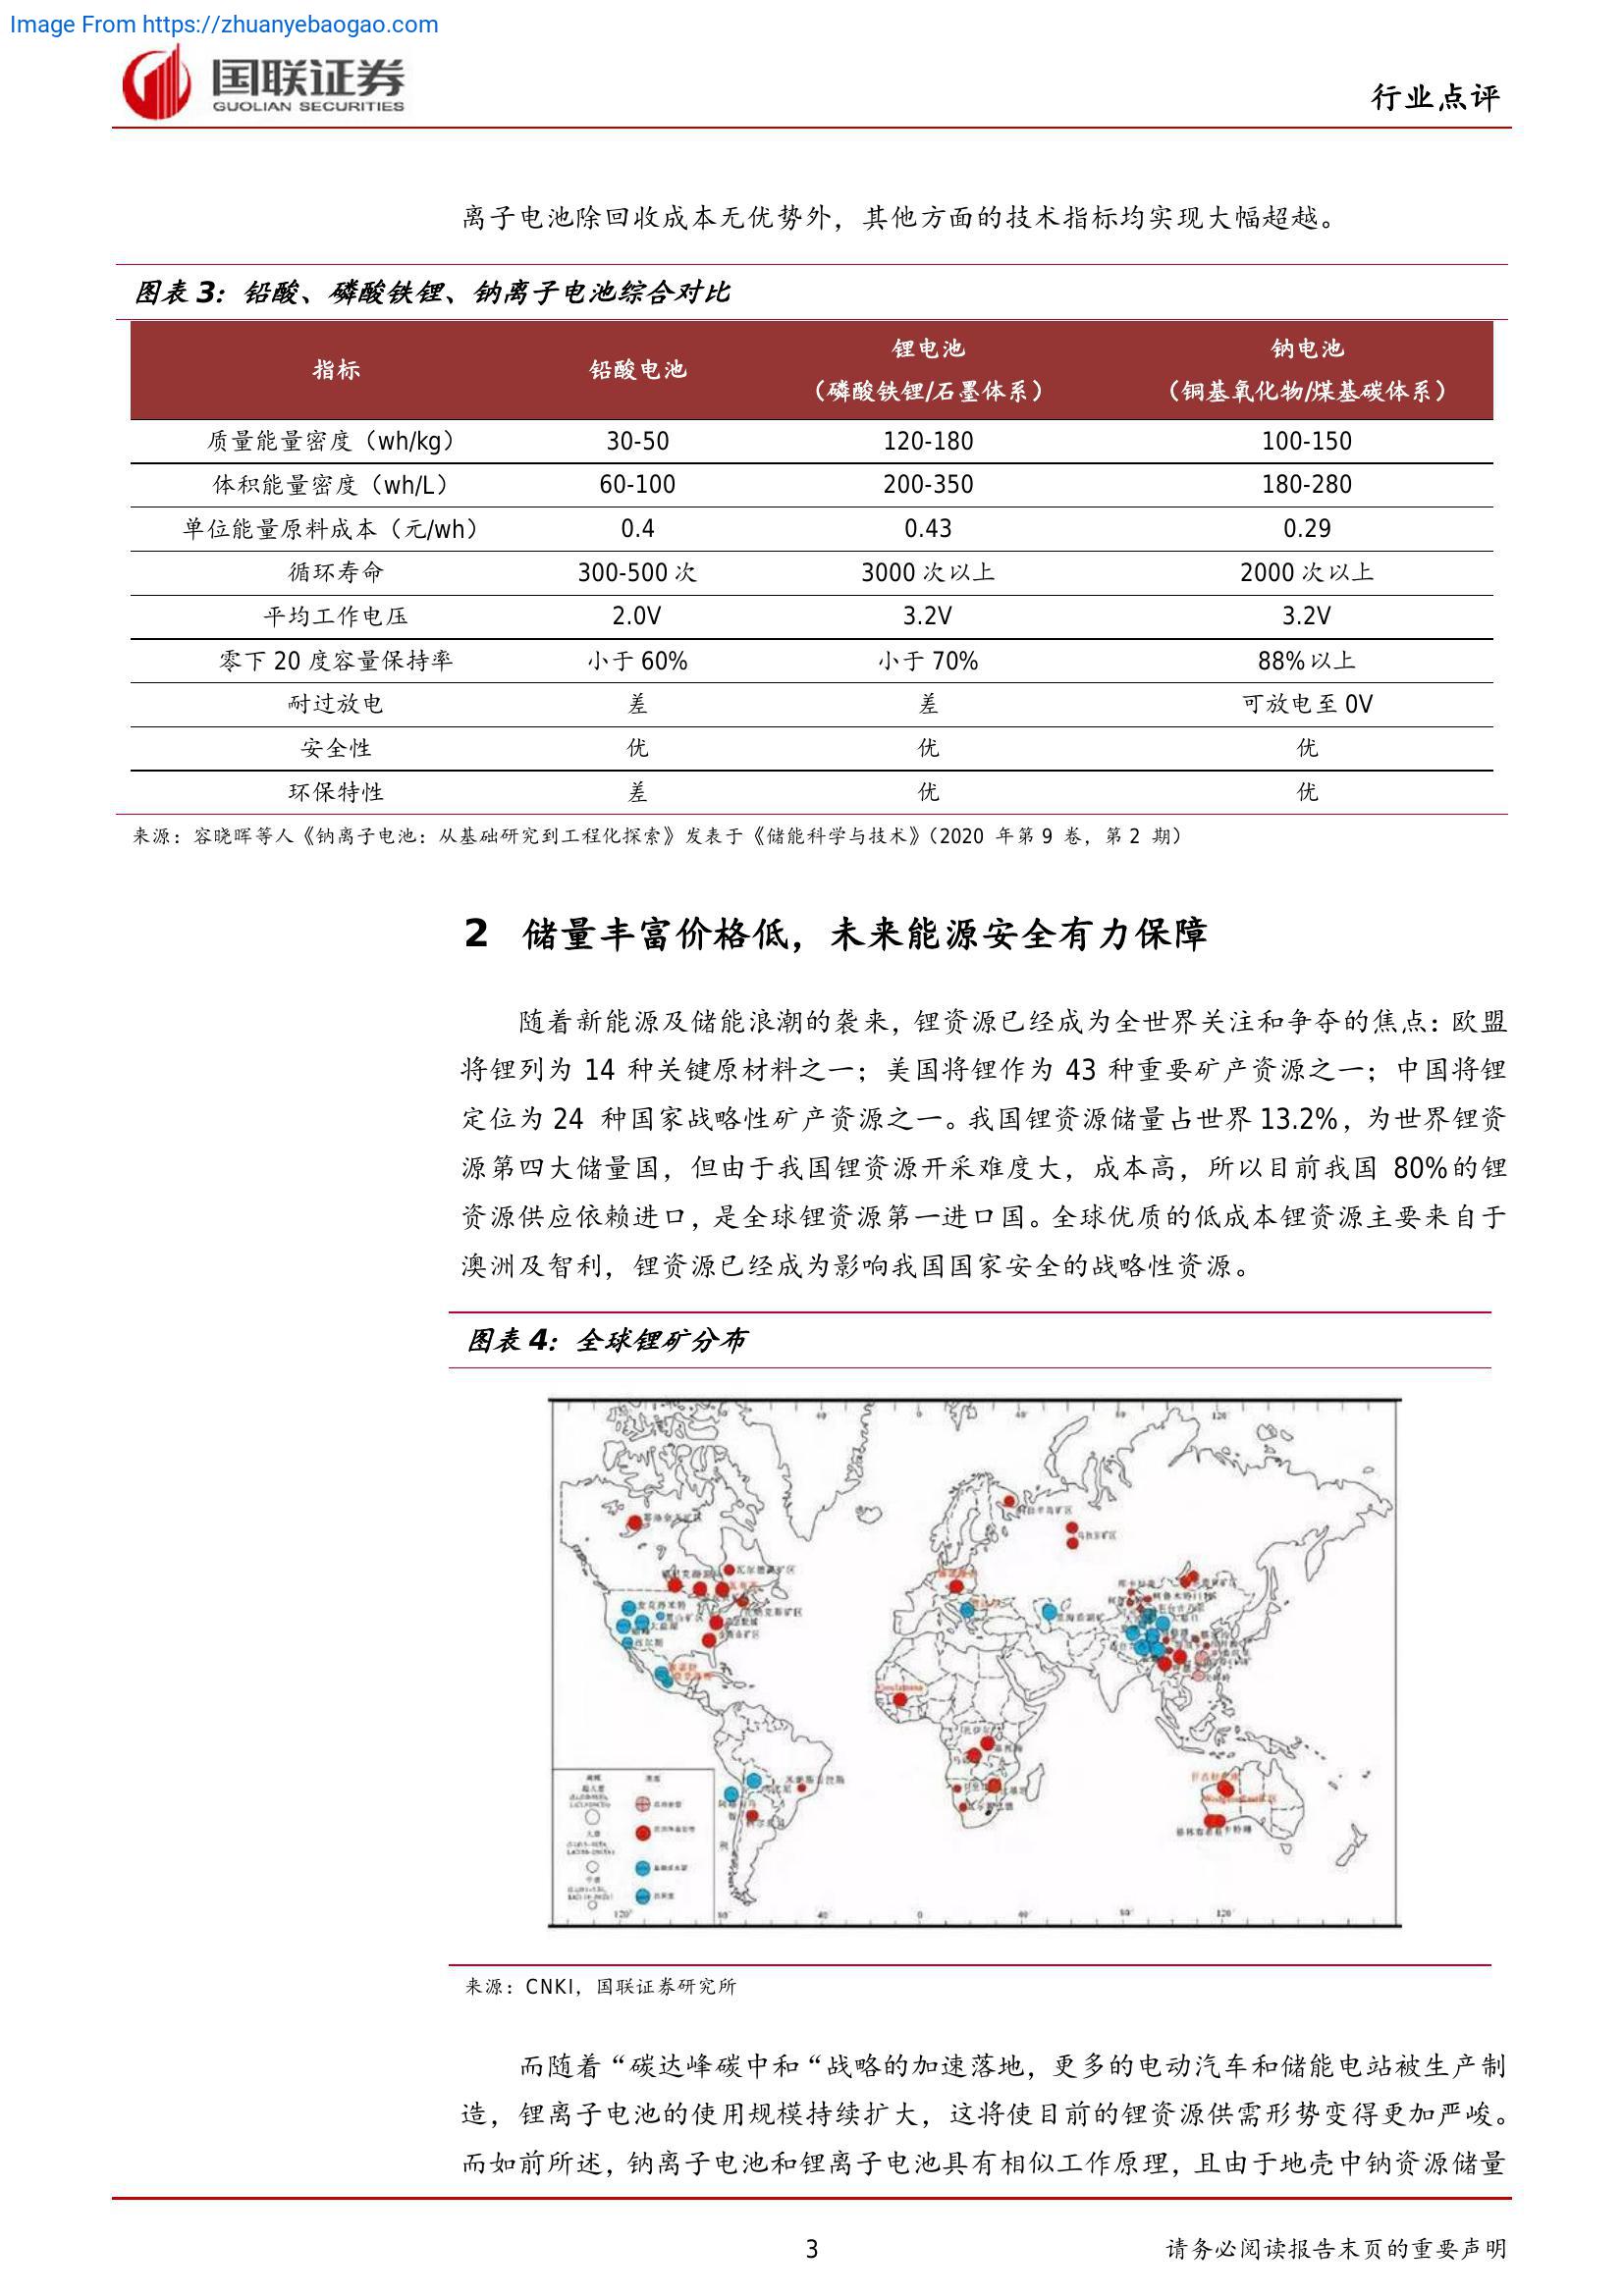 Image From https://zhuanyebaogao.com
国联证券
GUOLIAN SECURITIES
行业点评
离子电池除回收成本无优势外，其他方面的技术指标均实现大幅超越。
图表 3：铅酸、磷酸铁锂、钠离子电池综合对比
指标 铅酸电池 锂电池（磷酸铁锂/石墨体系） 钠电池（铜基氧化物/煤基碳体系）
质量能量密度（wh/kg） 30-50 120-180 100-150
体积能量密度（wh/L） 60-100 200-350 180-280
单位能量原料成本（元/wh） 0.4 0.43 0.29
循环寿命 300-500 次 3000 次以上 2000 次以上
平均工作电压 2.0V 3.2V 3.2V
零下 20 度容量保持率 小于 60% 小于 70% 88%以上
耐过放电 差 差 可放电至 0V
安全性 优 优 优
环保特性 差 优 优
来源：容晓晖等人《钠离子电池：从基础研究到工程化探索》发表于《储能科学与技术》（2020 年第 9 卷，第 2 期）
2 储量丰富价格低，未来能源安全有力保障
随着新能源及储能浪潮的袭来，锂资源已经成为全世界关注和争夺的焦点：欧盟
将锂列为 14 种关键原材料之一；美国将锂作为 43 种重要矿产资源之一；中国将锂
定位为 24 种国家战略性矿产资源之一。我国锂资源储量占世界 13.2%，为世界锂资
源第四大储量国，但由于我国锂资源开采难度大，成本高，所以目前我国 80%的锂
资源供应依赖进口，是全球锂资源第一进口国。全球优质的低成本锂资源主要来自于
澳洲及智利，锂资源已经成为影响我国国家安全的战略性资源。
图表 4：全球锂矿分布
来源：CNKI，国联证券研究所
而随着“碳达峰碳中和“战略的加速落地，更多的电动汽车和储能电站被生产制
造，锂离子电池的使用规模持续扩大，这将使目前的锂资源供需形势变得更加严峻。
而如前所述，钠离子电池和锂离子电池具有相似工作原理，且由于地壳中钠资源储量
3
请务必阅读报告末页的重要声明